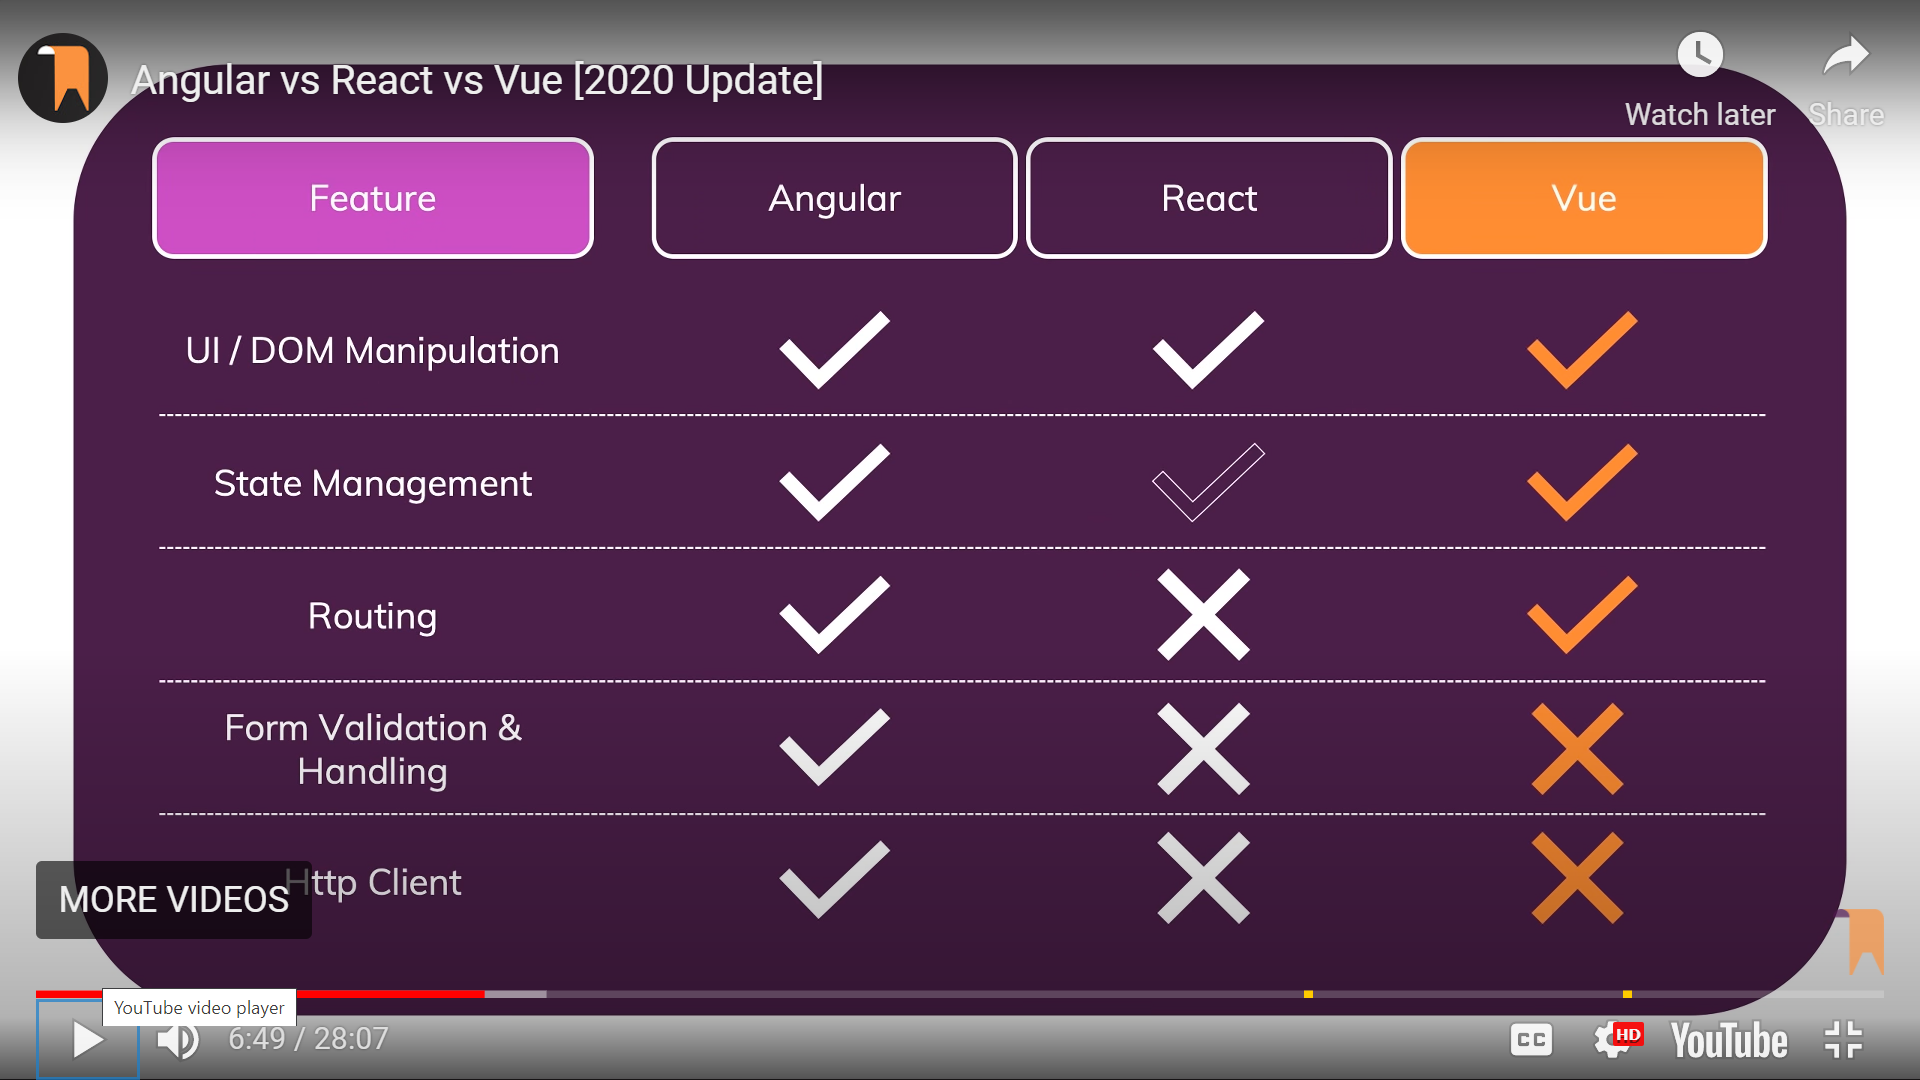 Angular vs React vs Vue [2020 Update]
Watch later
Share
Feature
Angular
React
Vue
UI / DOM Manipulation
State Management
Routing
Form Validation &
Handling
Http Client
MORE VIDEOS
YouTube video player
6:49 / 28:07
CC
HD
YouTube